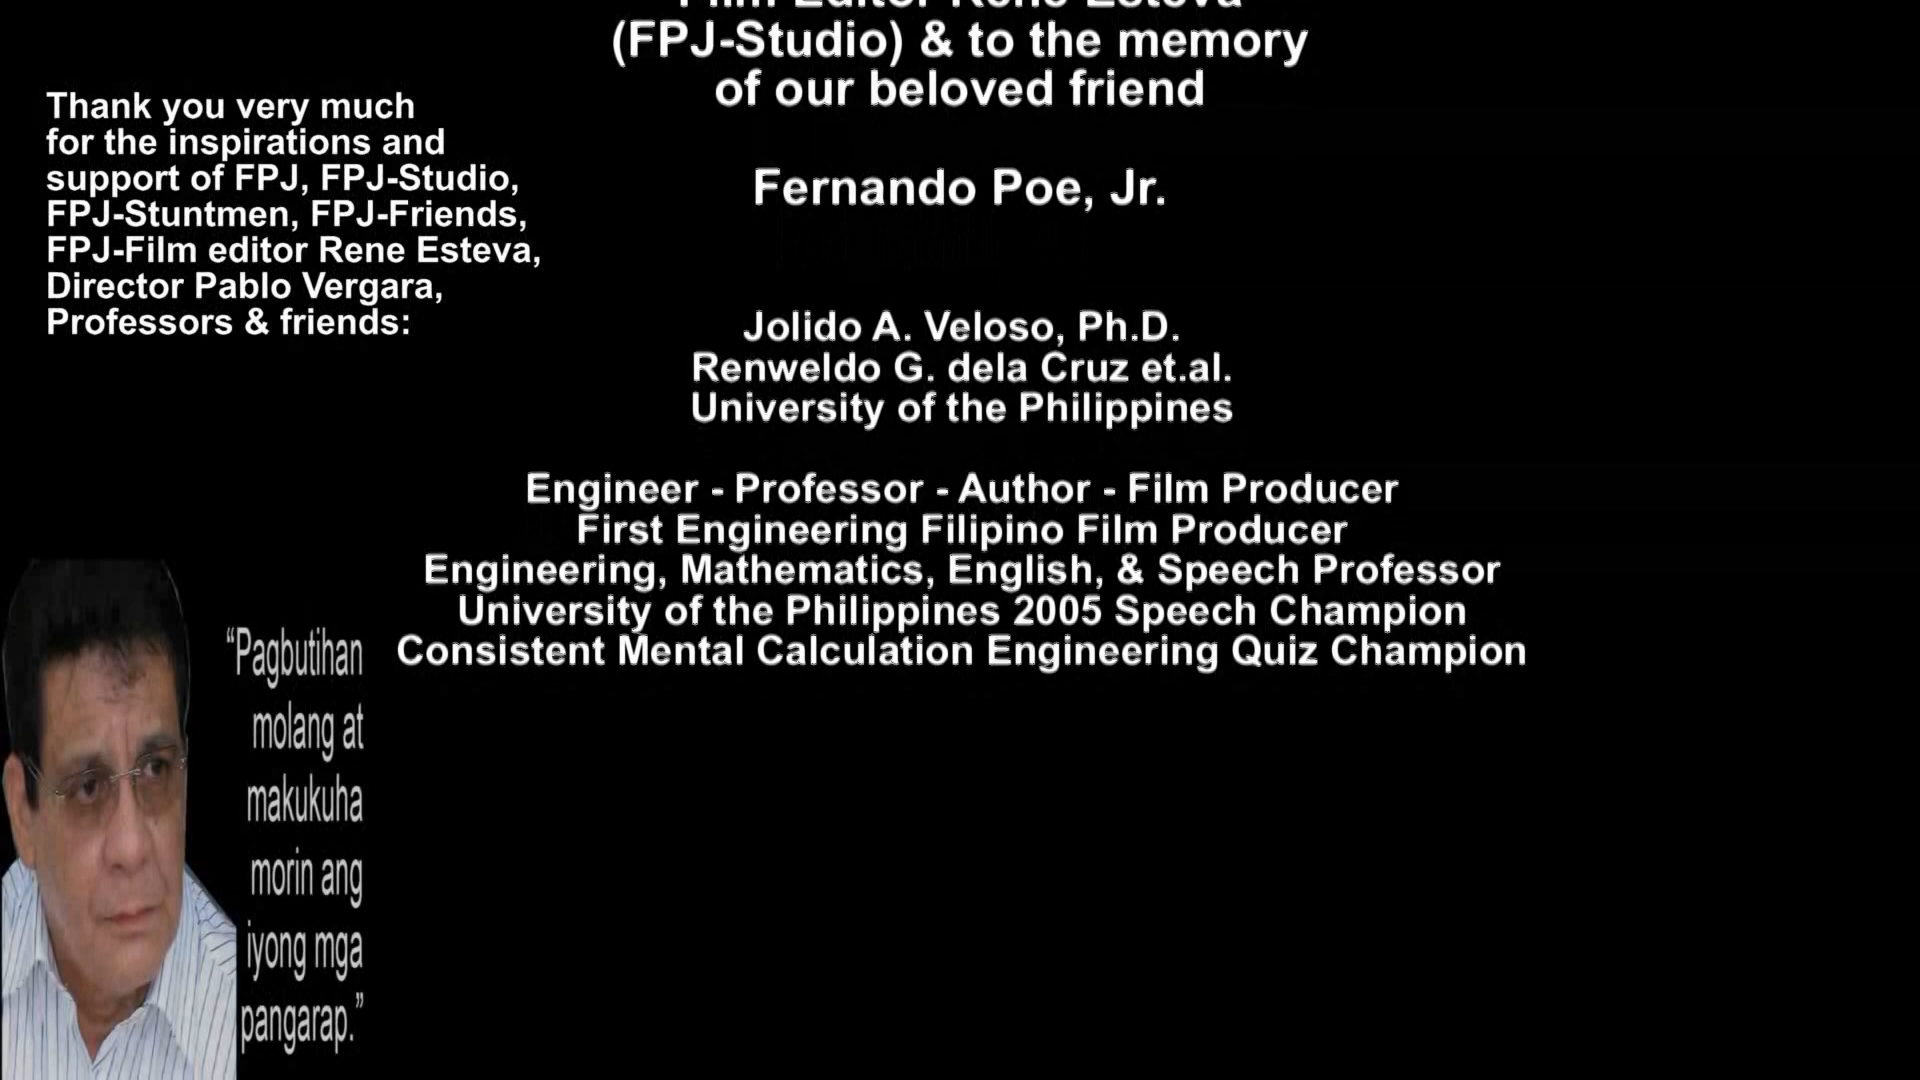 Film Editor Rene Esteva
(FPJ-Studio) & to the memory
of our beloved friend
Fernando Poe, Jr.
Thank you very much
for the inspirations and
support of FPJ, FPJ-Studio,
FPJ-Stuntmen, FPJ-Friends,
FPJ-Film editor Rene Esteva,
Director Pablo Vergara,
Professors & friends:
Jolido A. Veloso, Ph.D.
Renweldo G. dela Cruz et.al.
University of the Philippines
Engineer - Professor - Author - Film Producer
First Engineering Filipino Film Producer
Engineering, Mathematics, English, & Speech Professor
University of the Philippines 2005 Speech Champion
Consistent Mental Calculation Engineering Quiz Champion
“Pagbutihan
molang at
makukuha
morin ang
iyong mga
pangarap.”